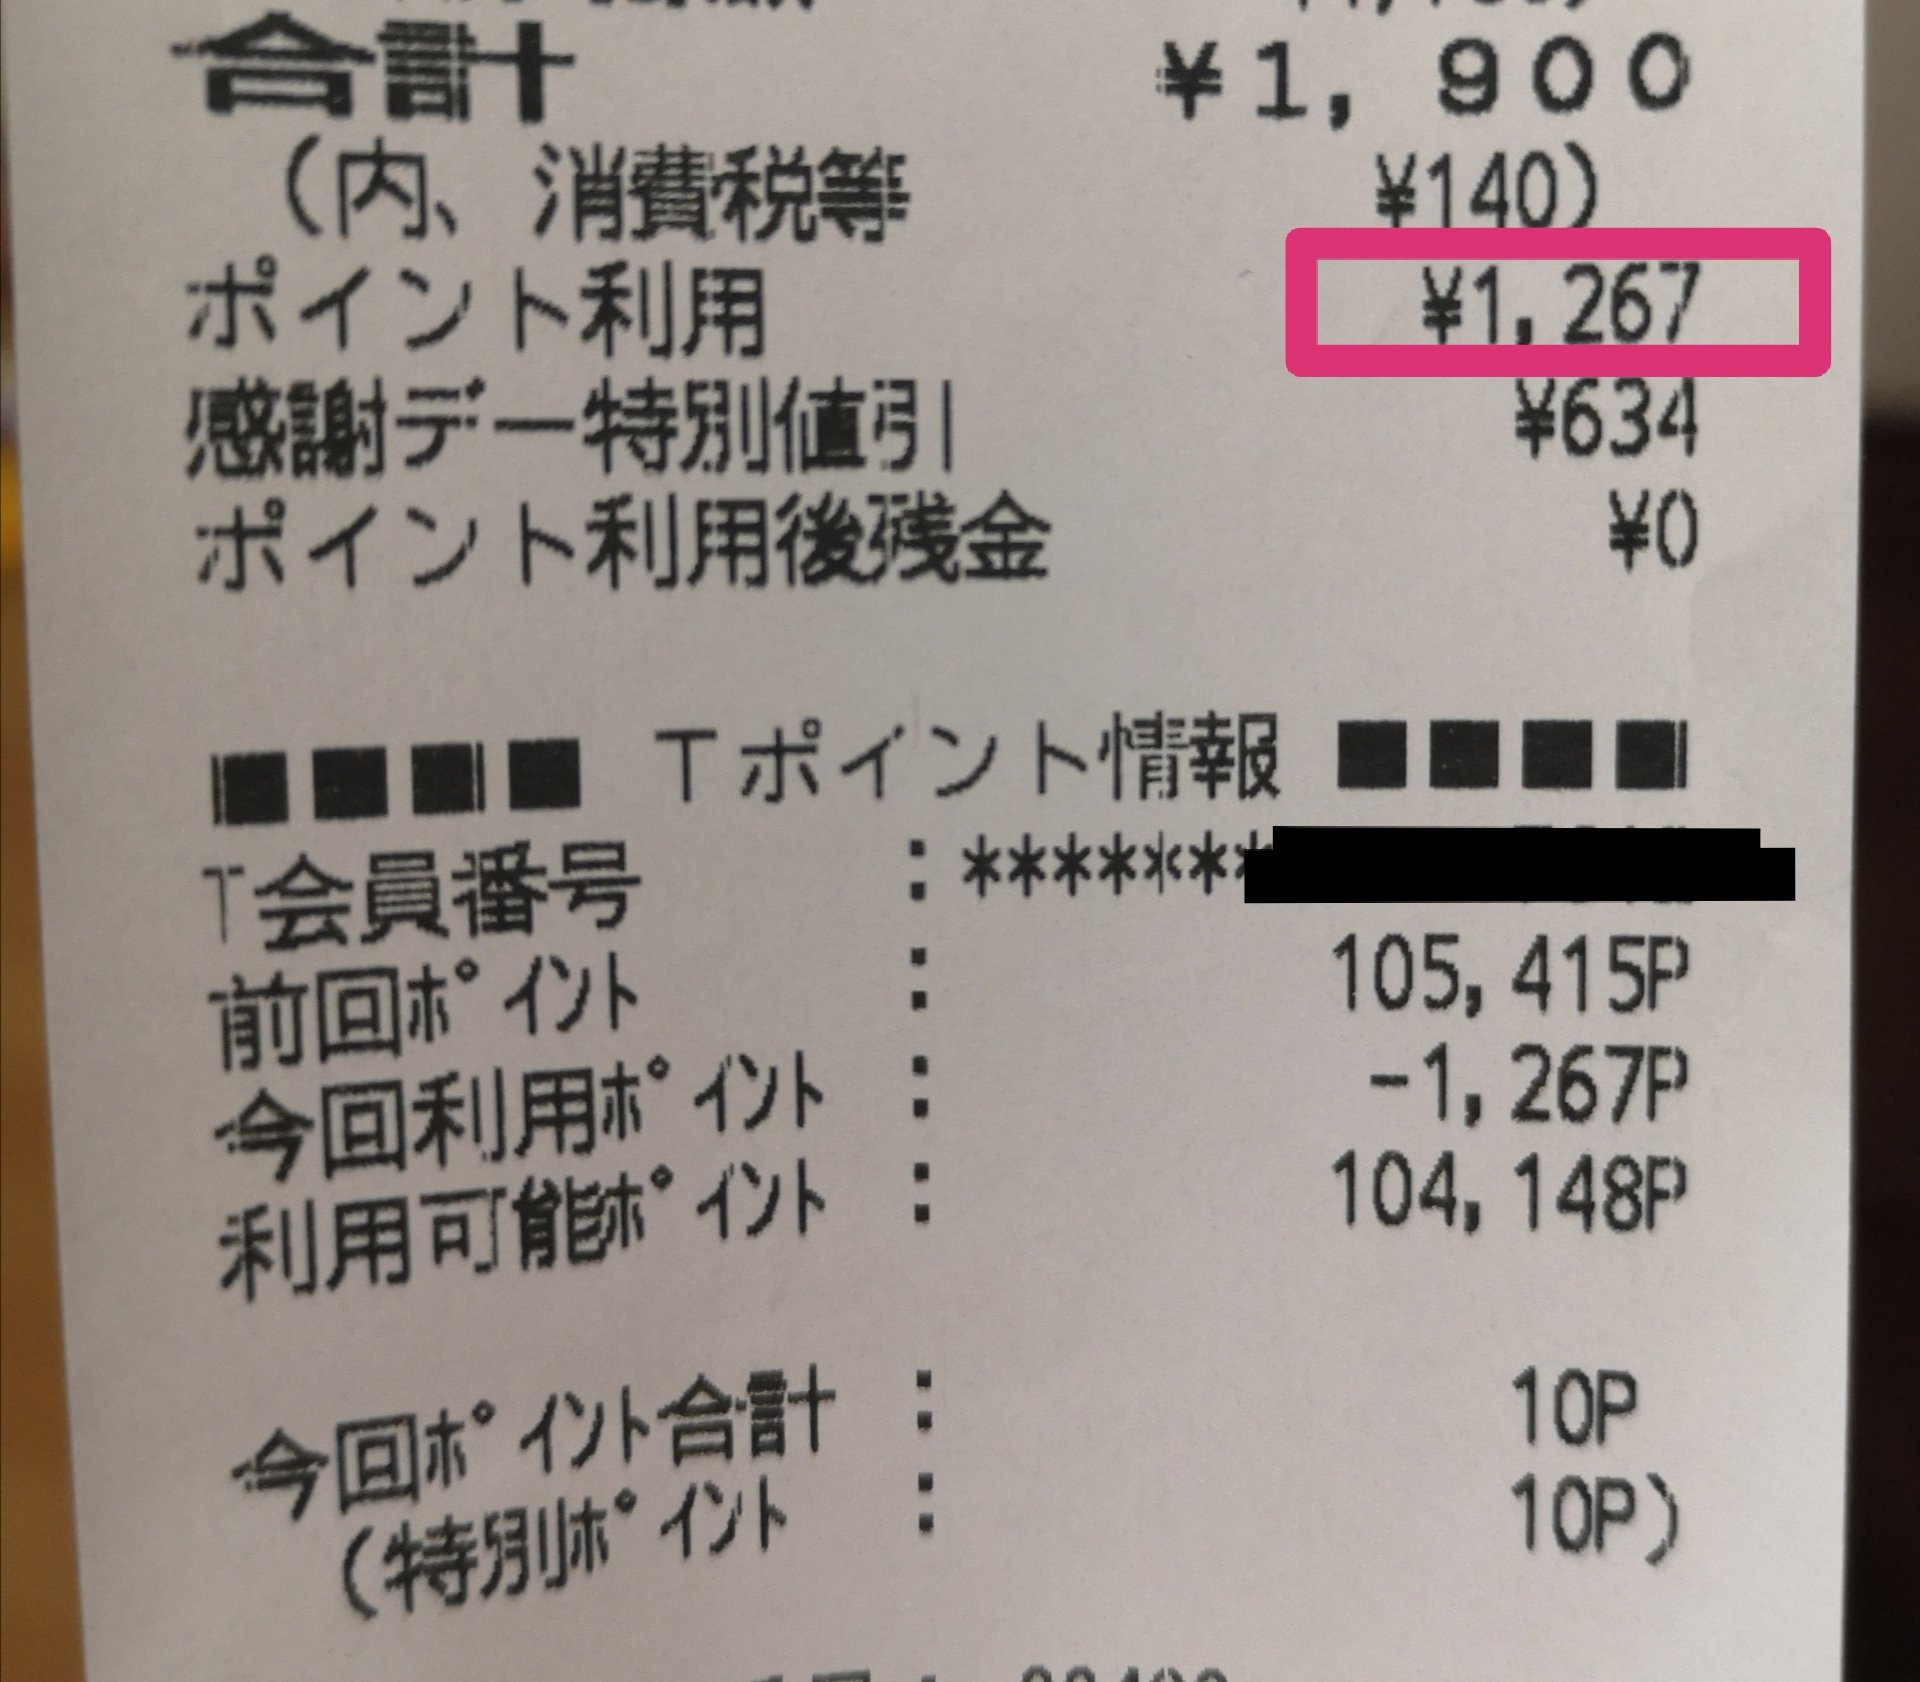 合計 ¥1,900
(内、消費税等 ¥140)
ポイント利用 ¥1,267
感謝デー特別値引 ¥634
ポイント利用後残金 ¥0
■■■■ Tポイント情報 ■■■■
T会員番号 : *******
前回ﾎﾟｲﾝﾄ : 105,415P
今回利用ﾎﾟｲﾝﾄ : -1,267P
利用可能ﾎﾟｲﾝﾄ : 104,148P
今回ﾎﾟｲﾝﾄ合計 : 10P
(特別ﾎﾟｲﾝﾄ : 10P)